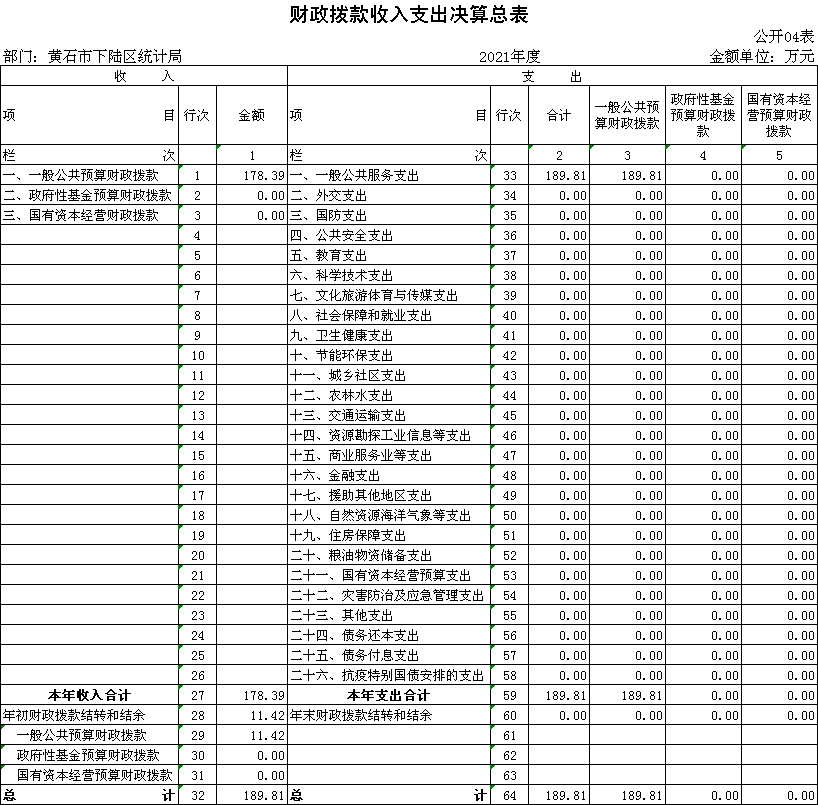 财政拨款收入支出决算总表
公开04表
部门：黄石市下陆区统计局 2021年度 金额单位：万元
收 入 支 出
项 目 行次 金额 项 目 行次 合计 一般公共预算财政拨款 政府性基金预算财政拨款 国有资本经营预算财政拨款
栏 次 1 栏 次 2 3 4 5
一、一般公共预算财政拨款 1 178.39 一、一般公共服务支出 33 189.81 189.81 0.00 0.00
二、政府性基金预算财政拨款 2 0.00 二、外交支出 34 0.00 0.00 0.00 0.00
三、国有资本经营财政拨款 3 0.00 三、国防支出 35 0.00 0.00 0.00 0.00
4 四、公共安全支出 36 0.00 0.00 0.00 0.00
5 五、教育支出 37 0.00 0.00 0.00 0.00
6 六、科学技术支出 38 0.00 0.00 0.00 0.00
7 七、文化旅游体育与传媒支出 39 0.00 0.00 0.00 0.00
8 八、社会保障和就业支出 40 0.00 0.00 0.00 0.00
9 九、卫生健康支出 41 0.00 0.00 0.00 0.00
10 十、节能环保支出 42 0.00 0.00 0.00 0.00
11 十一、城乡社区支出 43 0.00 0.00 0.00 0.00
12 十二、农林水支出 44 0.00 0.00 0.00 0.00
13 十三、交通运输支出 45 0.00 0.00 0.00 0.00
14 十四、资源勘探工业信息等支出 46 0.00 0.00 0.00 0.00
15 十五、商业服务业等支出 47 0.00 0.00 0.00 0.00
16 十六、金融支出 48 0.00 0.00 0.00 0.00
17 十七、援助其他地区支出 49 0.00 0.00 0.00 0.00
18 十八、自然资源海洋气象等支出 50 0.00 0.00 0.00 0.00
19 十九、住房保障支出 51 0.00 0.00 0.00 0.00
20 二十、粮油物资储备支出 52 0.00 0.00 0.00 0.00
21 二十一、国有资本经营预算支出 53 0.00 0.00 0.00 0.00
22 二十二、灾害防治及应急管理支出 54 0.00 0.00 0.00 0.00
23 二十三、其他支出 55 0.00 0.00 0.00 0.00
24 二十四、债务还本支出 56 0.00 0.00 0.00 0.00
25 二十五、债务付息支出 57 0.00 0.00 0.00 0.00
26 二十六、抗疫特别国债安排的支出 58 0.00 0.00 0.00 0.00
本年收入合计 27 178.39 本年支出合计 59 189.81 189.81 0.00 0.00
年初财政拨款结转和结余 28 11.42 年末财政拨款结转和结余 60 0.00 0.00 0.00 0.00
一般公共预算财政拨款 29 11.42 61
政府性基金预算财政拨款 30 0.00 62
国有资本经营预算财政拨款 31 0.00 63
总 计 32 189.81 总 计 64 189.81 189.81 0.00 0.00